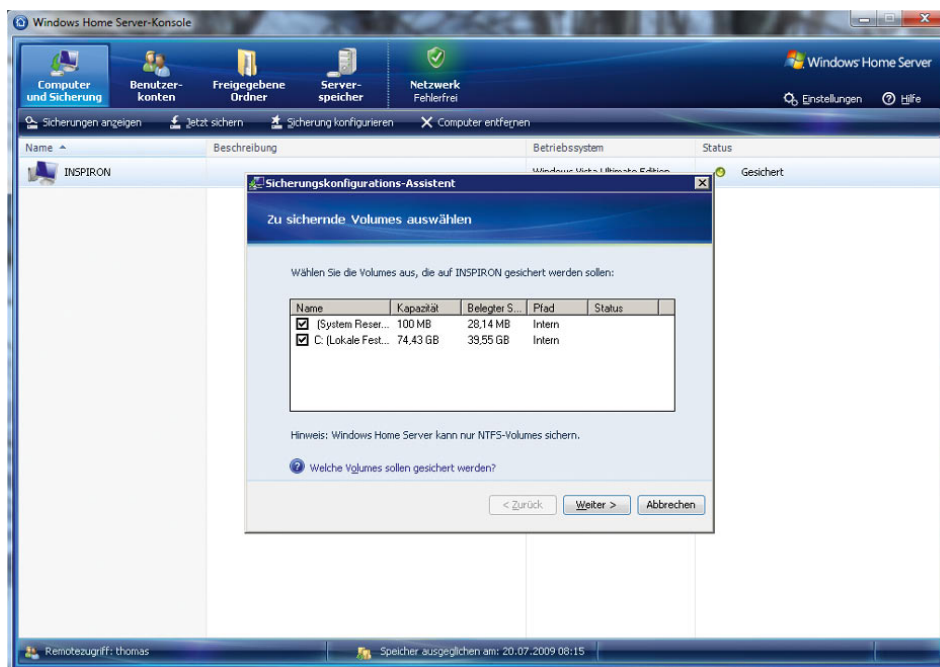 Windows Home Server-Konsole
Computer und Sicherung
Benutzer-konten
Freigegebene Ordner
Server-speicher
Netzwerk
Fehlerfrei
Windows Home Server
Einstellungen
Hilfe
Sicherungen anzeigen
Jetzt sichern
Sicherung konfigurieren
Computer entfernen
Name Beschreibung Betriebssystem Status
INSPIRON Windows Vista Ultimate Edition Gesichert
Sicherungskonfigurations-Assistent
Zu sichernde Volumes auswählen
Wählen Sie die Volumes aus, die auf INSPIRON gesichert werden sollen:
Name Kapazität Belegter S... Pfad Status
(System Reser... 100 MB 28,14 MB Intern
C: (Lokale Fest... 74,43 GB 39,55 GB Intern
Hinweis: Windows Home Server kann nur NTFS-Volumes sichern.
Welche Volumes sollen gesichert werden?
< Zurück
Weiter >
Abbrechen
Remotezugriff: thomas
Speicher ausgeglichen am: 20.07.2009 08:15